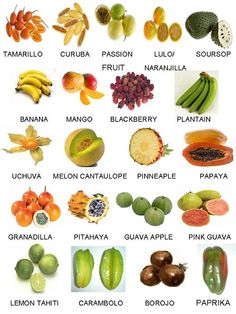 TAMARILLO CURUBA PASSION FRUIT LULO/ NARANJILLA SOURSOP
BANANA MANGO BLACKBERRY PLANTAIN
UCHUVA MELON CANTAULOPE PINNEAPLE PAPAYA
GRANADILLA PITAHAYA GUAVA APPLE PINK GUAVA
LEMON TAHITI CARAMBOLO BOROJO PAPRIKA